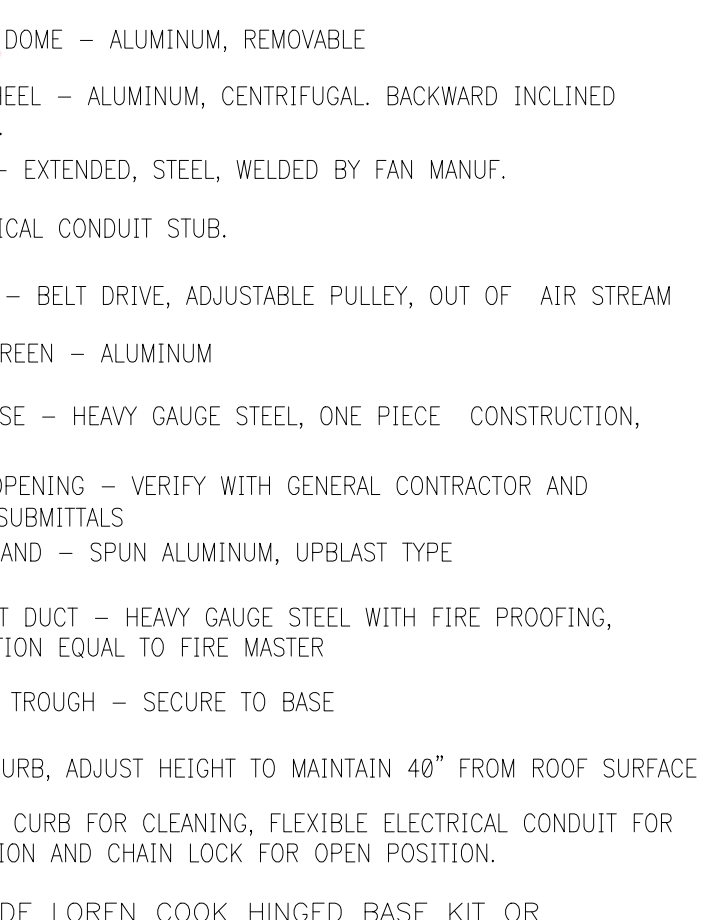 DOME – ALUMINUM, REMOVABLE
HEEL – ALUMINUM, CENTRIFUGAL. BACKWARD INCLINED
.
– EXTENDED, STEEL, WELDED BY FAN MANUF.
ICAL CONDUIT STUB.
– BELT DRIVE, ADJUSTABLE PULLEY, OUT OF AIR STREAM
REEN – ALUMINUM
SE – HEAVY GAUGE STEEL, ONE PIECE CONSTRUCTION,
OPENING – VERIFY WITH GENERAL CONTRACTOR AND
SUBMITTALS
AND – SPUN ALUMINUM, UPBLAST TYPE
T DUCT – HEAVY GAUGE STEEL WITH FIRE PROOFING,
TION EQUAL TO FIRE MASTER
TROUGH – SECURE TO BASE
URB, ADJUST HEIGHT TO MAINTAIN 40" FROM ROOF SURFACE
CURB FOR CLEANING, FLEXIBLE ELECTRICAL CONDUIT FOR
ION AND CHAIN LOCK FOR OPEN POSITION.
DE LOREN COOK HINGED BASE KIT OR